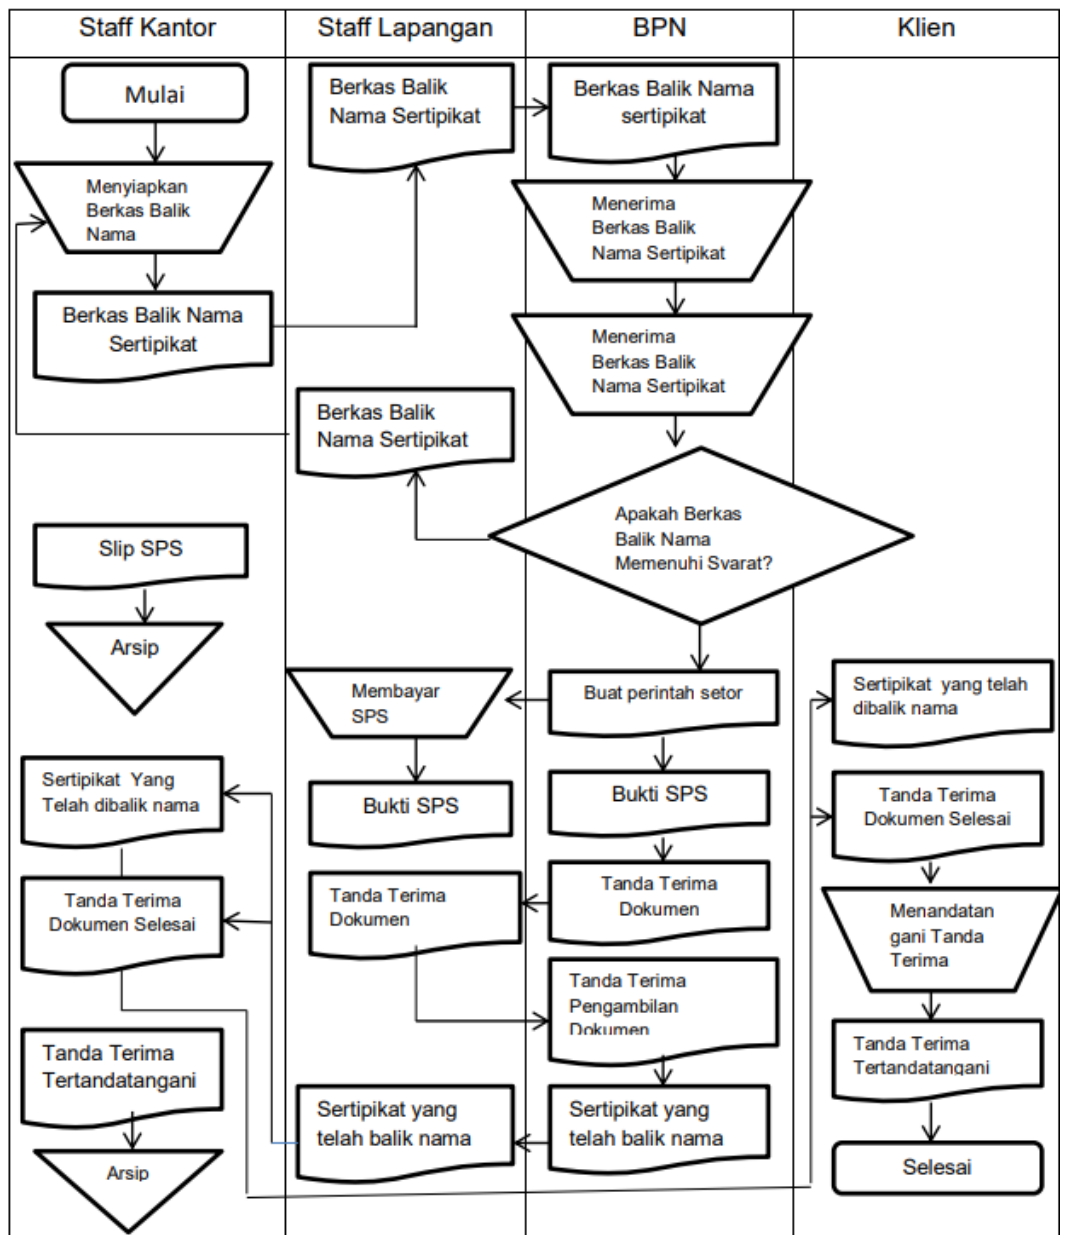 Staff Kantor
Staff Lapangan
BPN
Klien
Mulai
Menyiapkan
Berkas Balik
Nama
Berkas Balik Nama
Sertipikat
Berkas Balik
Nama Sertipikat
Berkas Balik Nama
sertipikat
Menerima
Berkas Balik
Nama Sertipikat
Menerima
Berkas Balik
Nama Sertipikat
Berkas Balik
Nama Sertipikat
Apakah Berkas
Balik Nama
Memenuhi Svarat?
Slip SPS
Arsip
Membayar
SPS
Buat perintah setor
Sertipikat yang telah
dibalik nama
Sertipikat Yang
Telah dibalik nama
Bukti SPS
Bukti SPS
Tanda Terima
Dokumen Selesai
Tanda Terima
Dokumen Selesai
Tanda Terima
Dokumen
Tanda Terima
Dokumen
Menandatan
gani Tanda
Terima
Tanda Terima
Pengambilan
Dokumen
Tanda Terima
Tertandatangani
Tanda Terima
Tertandatangani
Sertipikat yang
telah balik nama
Sertipikat yang
telah balik nama
Arsip
Selesai